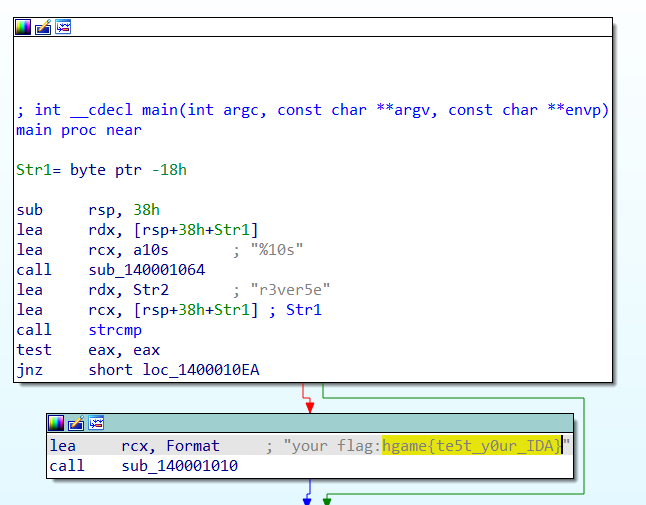 ; int __cdecl main(int argc, const char **argv, const char **envp)
main proc near
Str1= byte ptr -18h
sub     rsp, 38h
lea     rdx, [rsp+38h+Str1]
lea     rcx, a10s       ; "%10s"
call    sub_140001064
lea     rdx, Str2       ; "r3ver5e"
lea     rcx, [rsp+38h+Str1] ; Str1
call    strcmp
test    eax, eax
jnz     short loc_1400010EA
lea     rcx, Format     ; "your flag:hgame{te5t_y0ur_IDA}"
call    sub_140001010